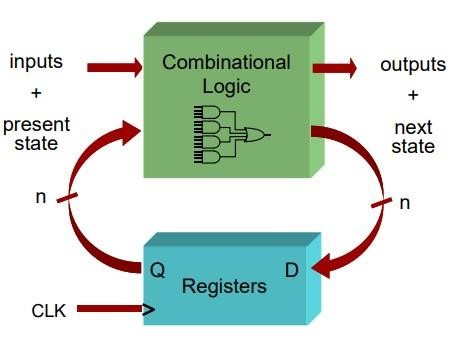 inputs
+
present
state
Combinational
Logic
outputs
+
next
state
n
n
Q
D
Registers
CLK